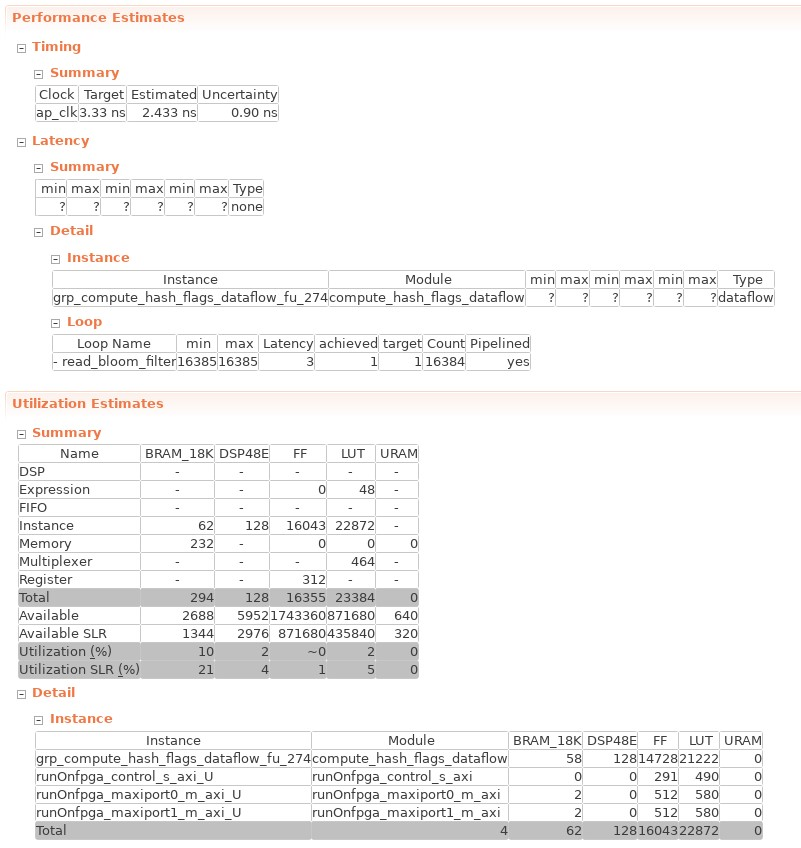 Performance Estimates
Timing
Summary
Clock Target Estimated Uncertainty
ap_clk 3.33 ns 2.433 ns 0.90 ns
Latency
Summary
min max min max min max Type
? ? ? ? ? ? none
Detail
Instance
Instance Module min max min max min max Type
grp_compute_hash_flags_dataflow_fu_274 compute_hash_flags_dataflow ? ? ? ? ? ? dataflow
Loop
Loop Name min max Latency achieved target Count Pipelined
- read_bloom_filter 16385 16385 3 1 1 16384 yes
Utilization Estimates
Summary
Name BRAM_18K DSP48E FF LUT URAM
DSP - - - - -
Expression - - 0 48 -
FIFO - - - - -
Instance 62 128 16043 22872 -
Memory 232 - 0 0 0
Multiplexer - - - 464 -
Register - - 312 - -
Total 294 128 16355 23384 0
Available 2688 5952 1743360 871680 640
Available SLR 1344 2976 871680 435840 320
Utilization (%) 10 2 ~0 2 0
Utilization SLR (%) 21 4 1 5 0
Detail
Instance
Instance Module BRAM_18K DSP48E FF LUT URAM
grp_compute_hash_flags_dataflow_fu_274 compute_hash_flags_dataflow 58 128 14728 21222 0
runOnfpga_control_s_axi_U runOnfpga_control_s_axi 0 0 291 490 0
runOnfpga_maxiport0_m_axi_U runOnfpga_maxiport0_m_axi 2 0 512 580 0
runOnfpga_maxiport1_m_axi_U runOnfpga_maxiport1_m_axi 2 0 512 580 0
Total 4 62 128 16043 22872 0